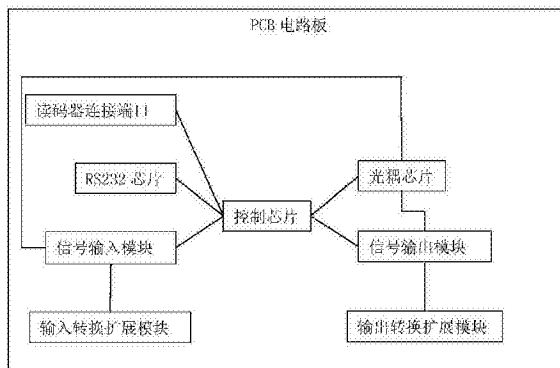 PCB 电路板
读码器连接端口
RS232 芯片
光耦芯片
控制芯片
信号输入模块
信号输出模块
输入转换扩展模块
输出转换扩展模块